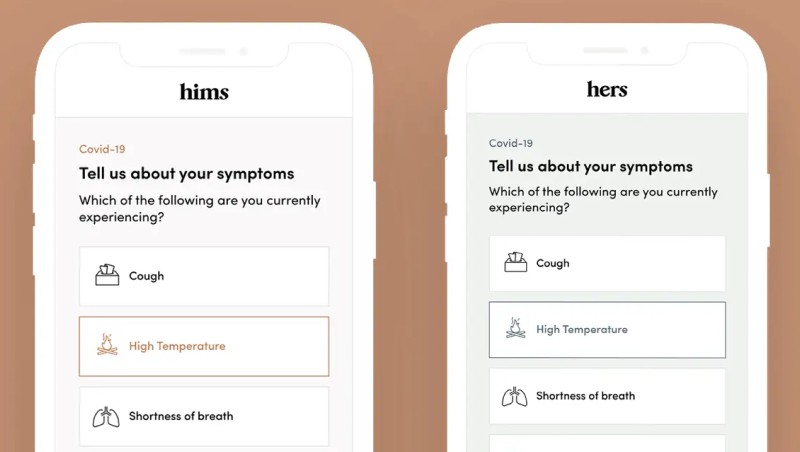 hims
Covid-19
Tell us about your symptoms
Which of the following are you currently
experiencing?
Cough
High Temperature
Shortness of breath
hers
Covid-19
Tell us about your symptoms
Which of the following are you currently
experiencing?
Cough
High Temperature
Shortness of breath